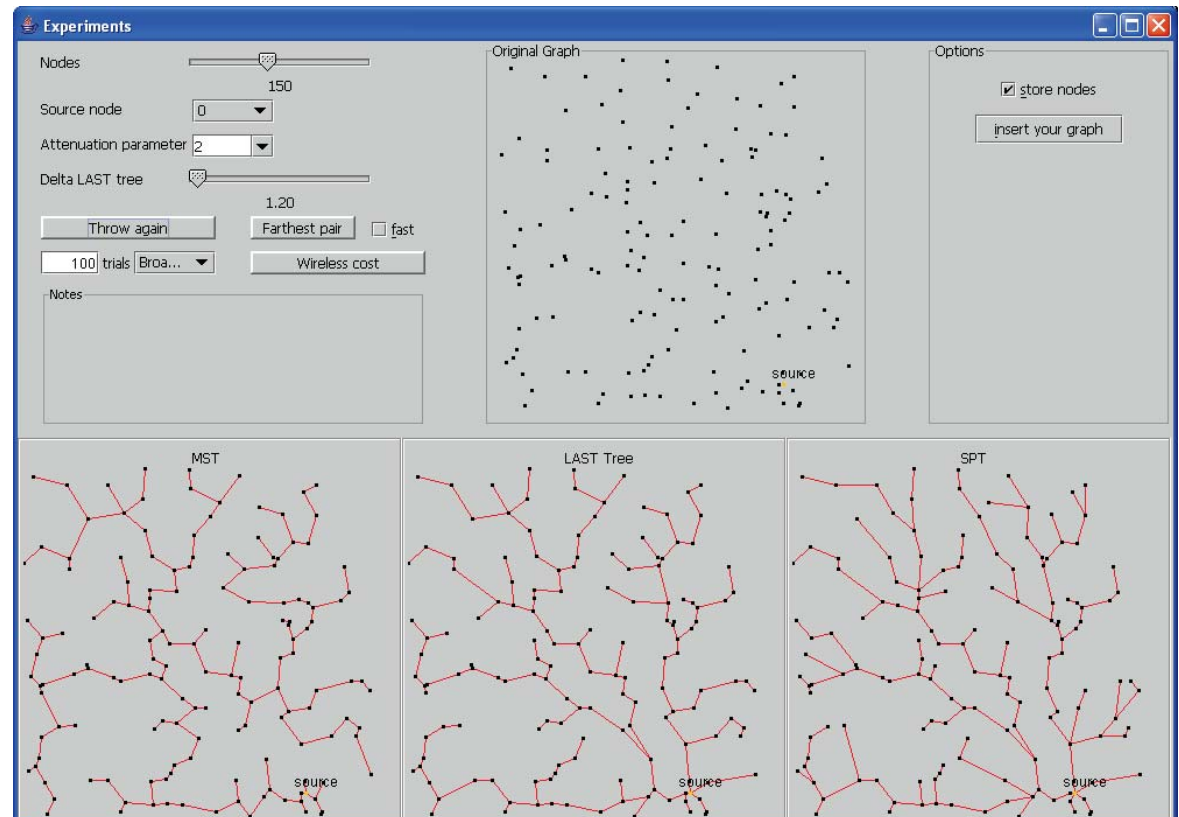 Experiments
Nodes
150
Source node 0
Attenuation parameter 2
Delta LAST tree
1.20
Throw again Farthest pair fast
100 trials Broa... Wireless cost
Notes
Original Graph
source
Options
store nodes
insert your graph
MST
source
LAST Tree
source
SPT
source